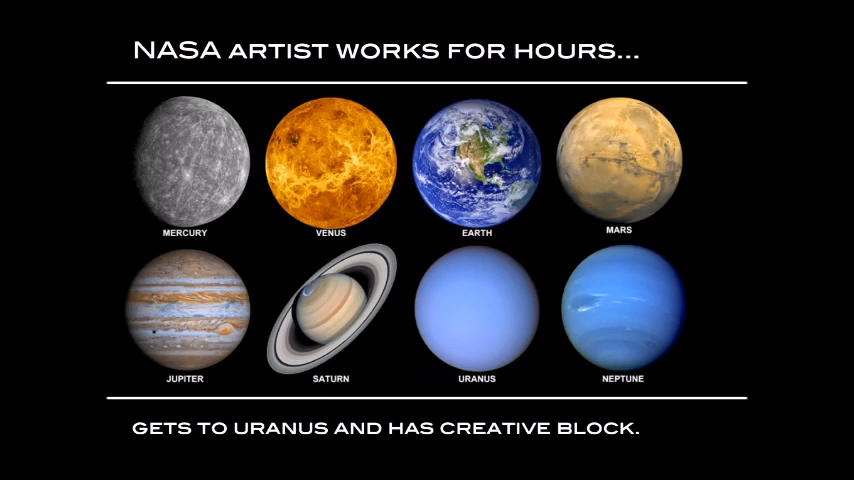 NASA ARTIST WORKS FOR HOURS...
MERCURY VENUS EARTH MARS
JUPITER SATURN URANUS NEPTUNE
GETS TO URANUS AND HAS CREATIVE BLOCK.